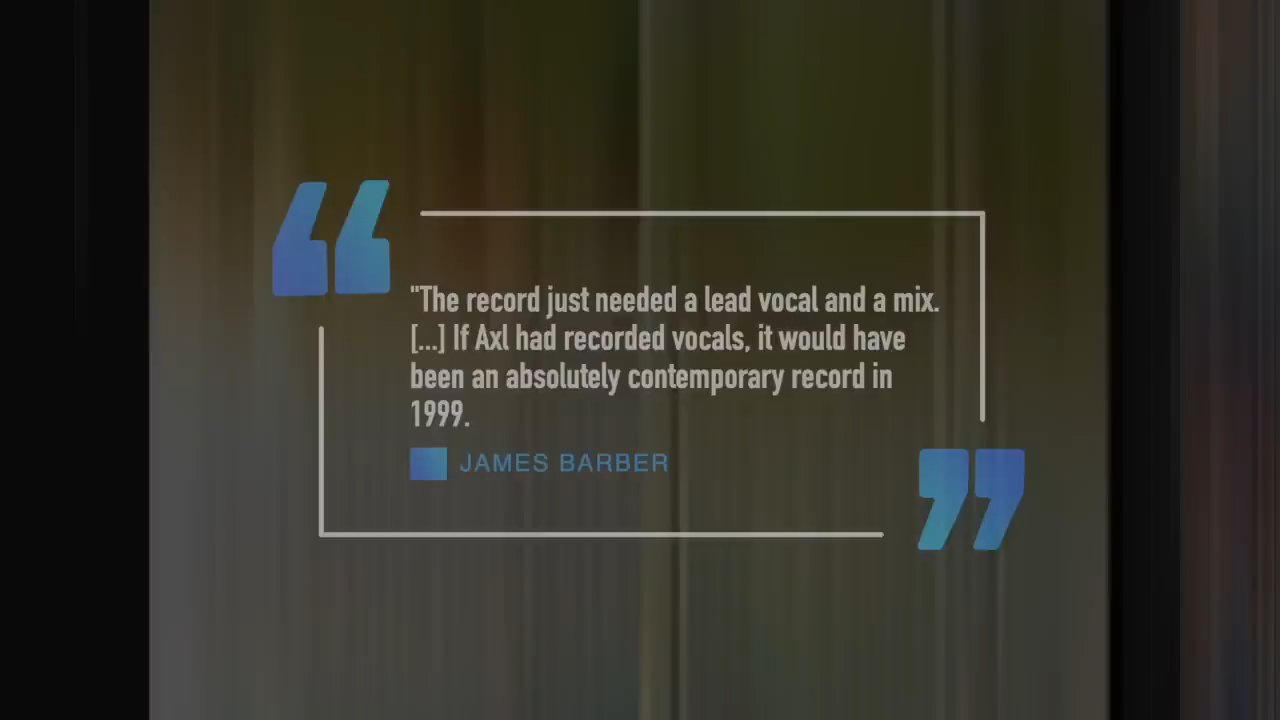 "The record just needed a lead vocal and a mix.
[...] If Axl had recorded vocals, it would have
been an absolutely contemporary record in
1999.
JAMES BARBER